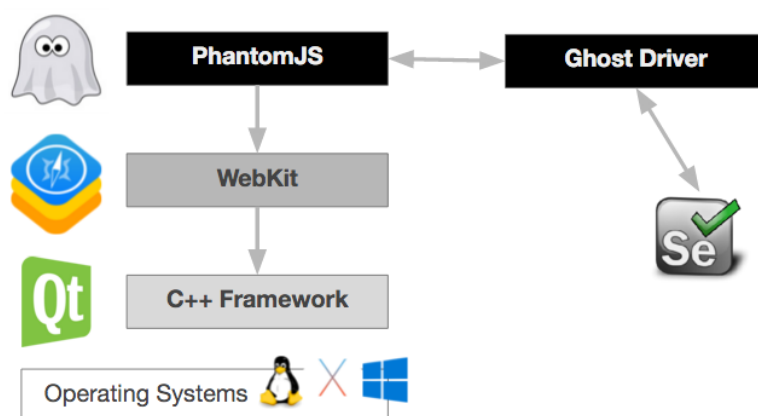 PhantomJS
Ghost Driver
WebKit
Se
Qt
C++ Framework
Operating Systems